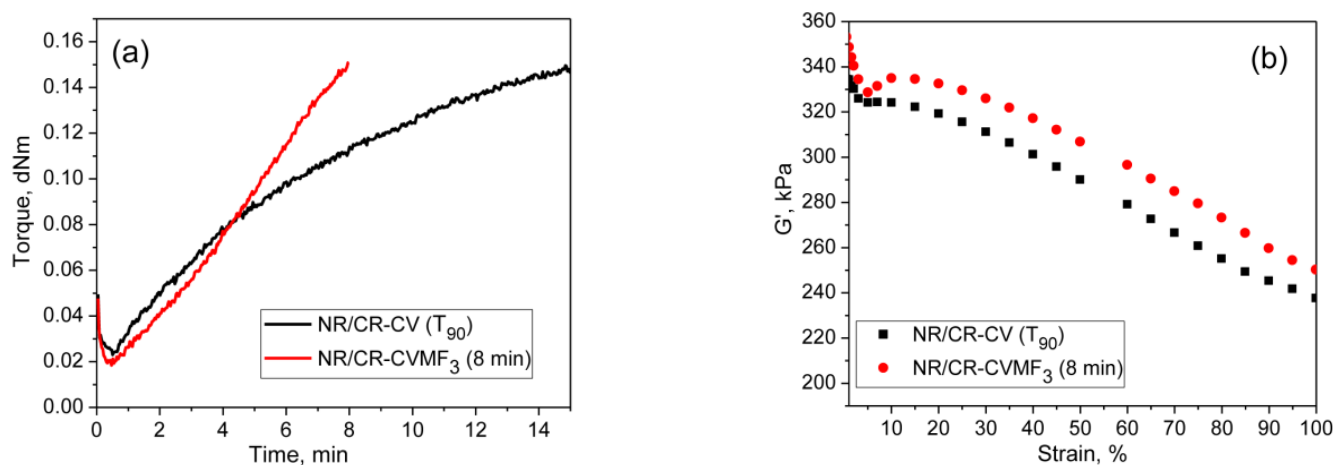 (a)
Torque, dNm
0.16
0.14
0.12
0.10
0.08
0.06
0.04
0.02
0.00
NR/CR-CV (T90)
NR/CR-CVMF3 (8 min)
0 2 4 6 8 10 12 14
Time, min
(b)
G', kPa
360
340
320
300
280
260
240
220
200
NR/CR-CV (T90)
NR/CR-CVMF3 (8 min)
10 20 30 40 50 60 70 80 90 100
Strain, %